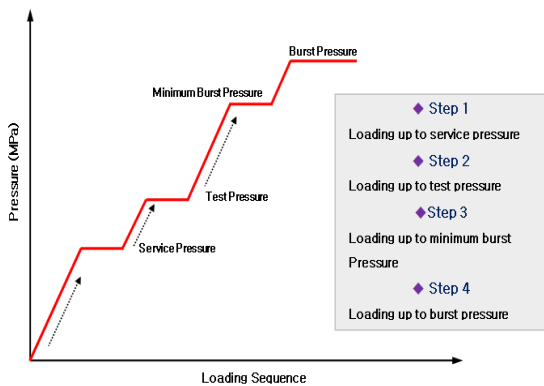 Burst Pressure
Minimum Burst Pressure
Test Pressure
Service Pressure
Pressure (MPa)
Loading Sequence
Step 1
Loading up to service pressure
Step 2
Loading up to test pressure
Step 3
Loading up to minimum burst
Pressure
Step 4
Loading up to burst pressure